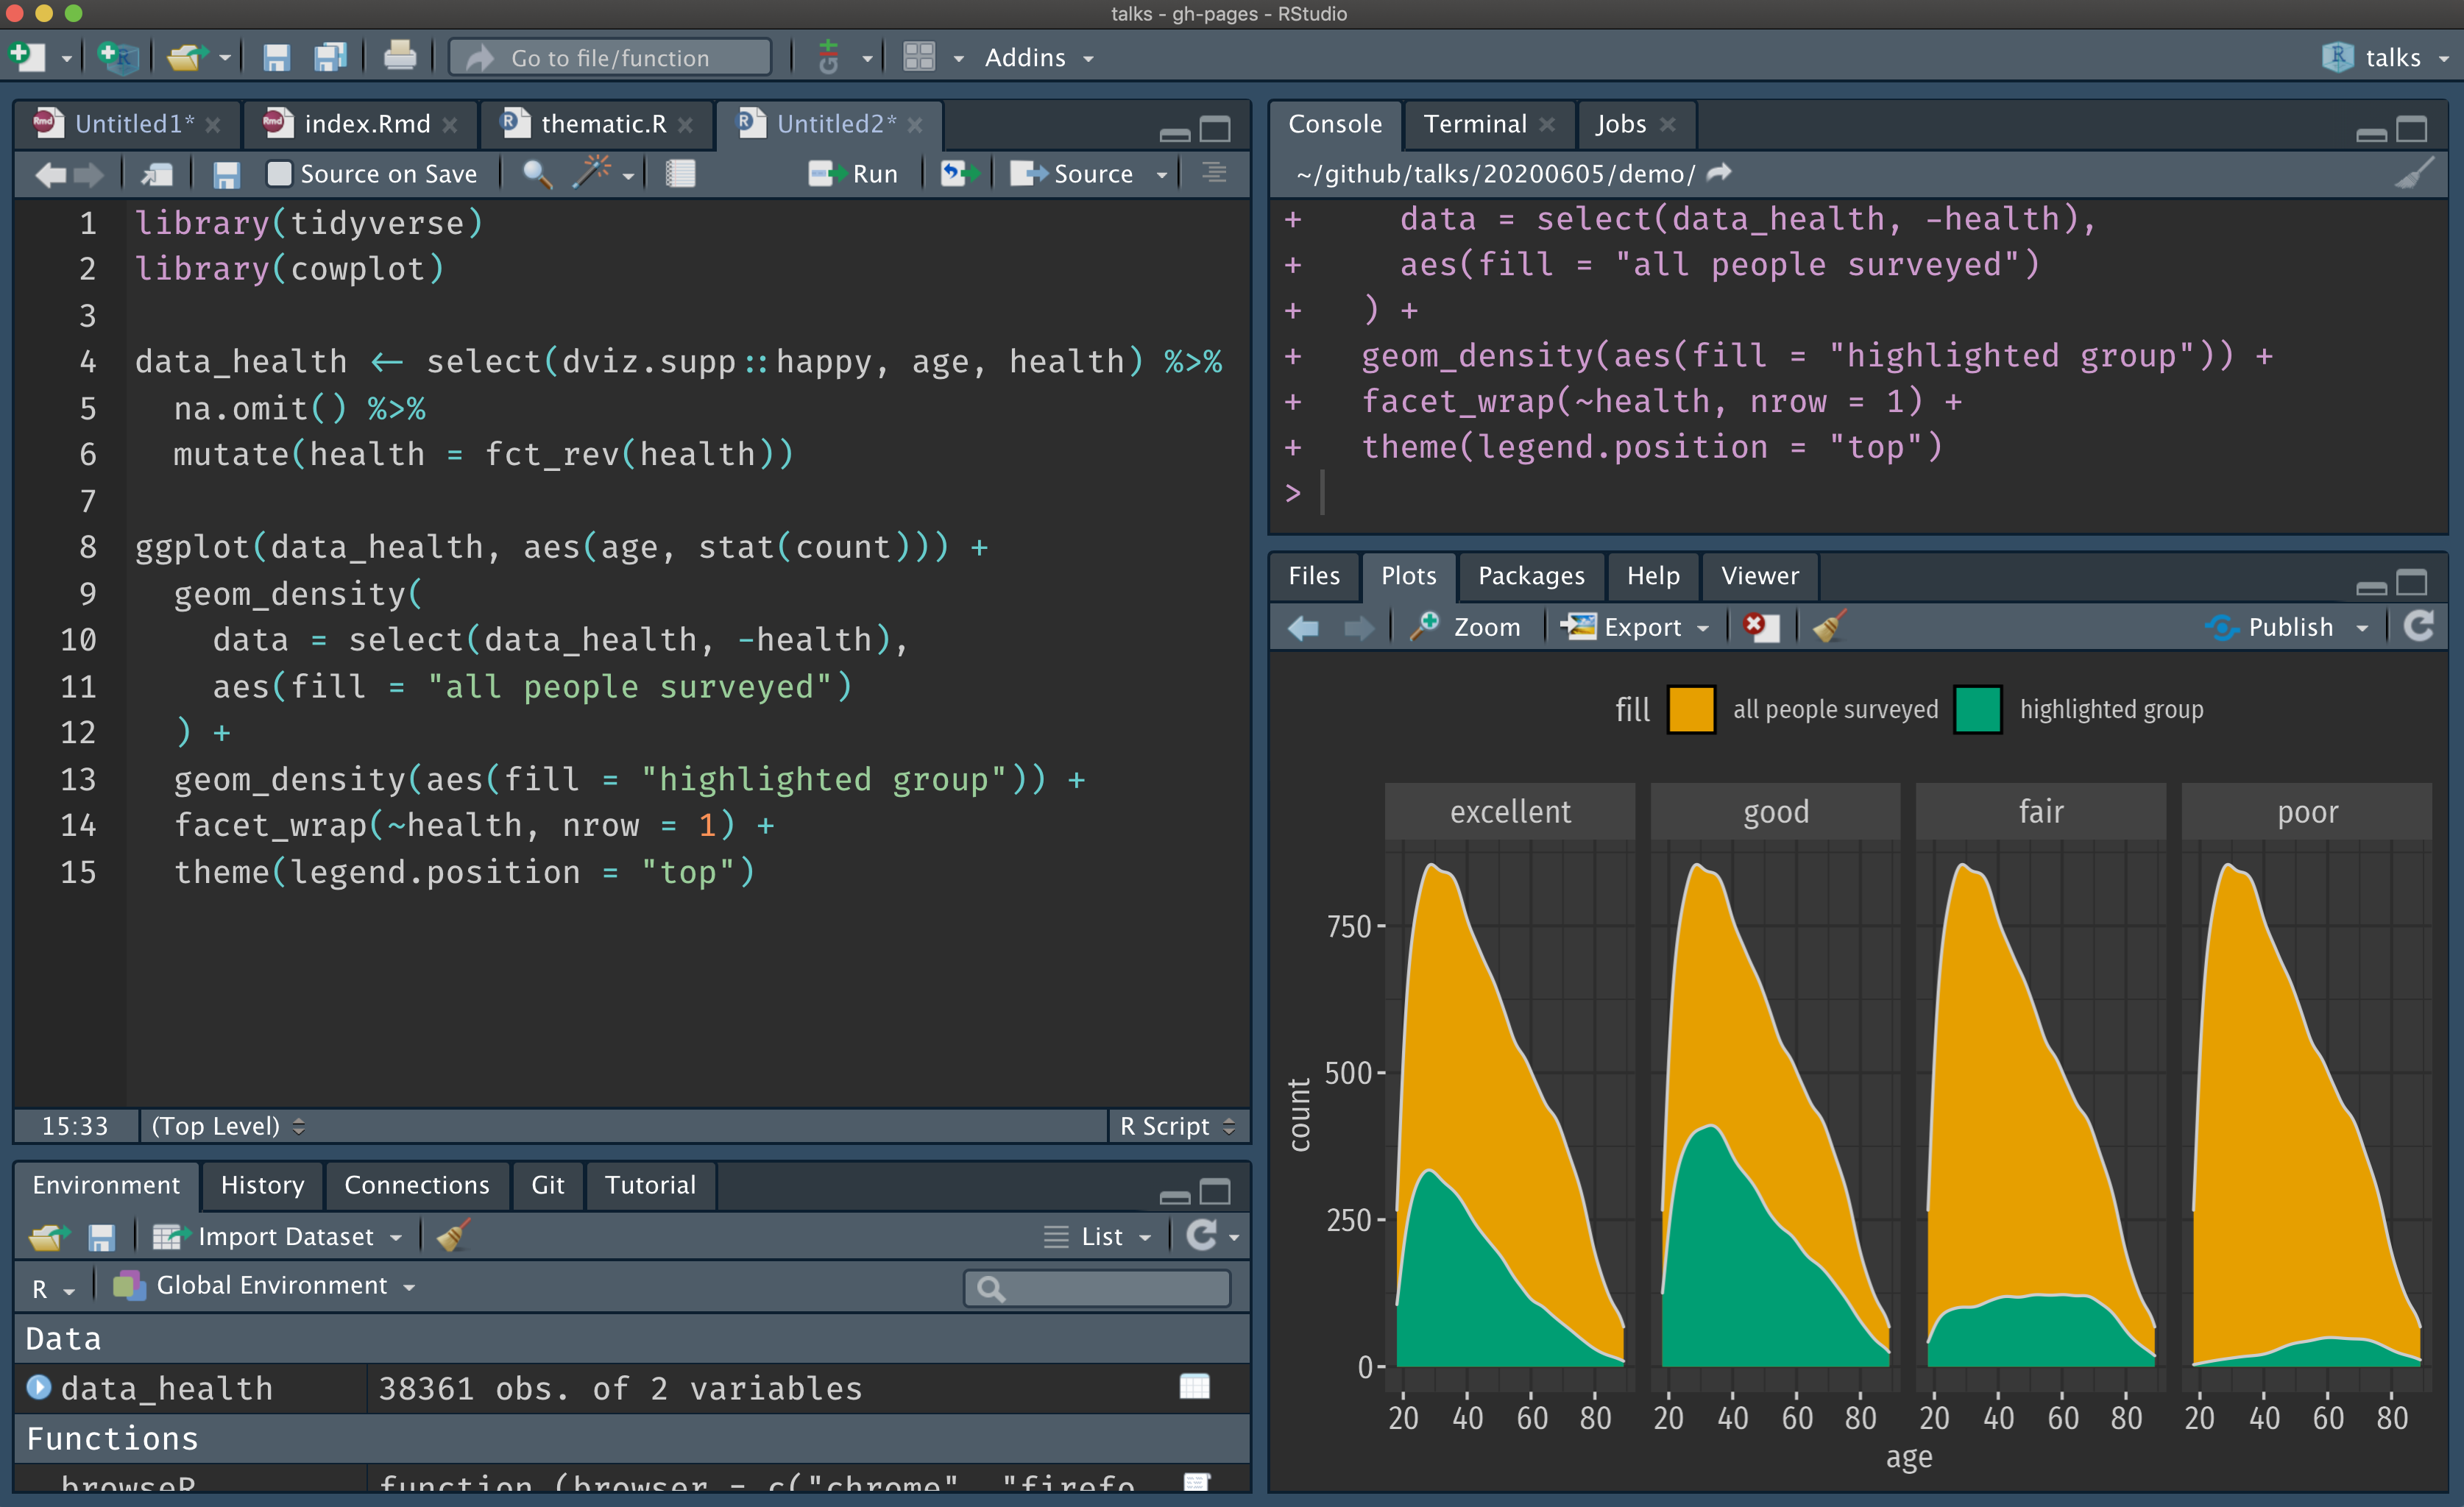 talks - gh-pages - RStudio
Go to file/function
Addins
talks
Untitled1*
index.Rmd
thematic.R
Untitled2*
Source on Save
Run
Source
1 library(tidyverse)
2 library(cowplot)
3
4 data_health <- select(dviz.supp::happy, age, health) %>%
5   na.omit() %>%
6   mutate(health = fct_rev(health))
7
8 ggplot(data_health, aes(age, stat(count))) +
9   geom_density(
10     data = select(data_health, -health),
11     aes(fill = "all people surveyed")
12   ) +
13   geom_density(aes(fill = "highlighted group")) +
14   facet_wrap(~health, nrow = 1) +
15   theme(legend.position = "top")
15:33 (Top Level) R Script
Environment History Connections Git Tutorial
Import Dataset List
R Global Environment
Data
data_health 38361 obs. of 2 variables
Functions
browseR function (browser = c("chrome", "firefo
Console Terminal Jobs
~/github/talks/20200605/demo/
+     data = select(data_health, -health),
+     aes(fill = "all people surveyed")
+   ) +
+   geom_density(aes(fill = "highlighted group")) +
+   facet_wrap(~health, nrow = 1) +
+   theme(legend.position = "top")
>
Files Plots Packages Help Viewer
Zoom Export Publish
fill all people surveyed highlighted group
excellent good fair poor
750
500
250
0
count
20 40 60 80 20 40 60 80 20 40 60 80 20 40 60 80
age